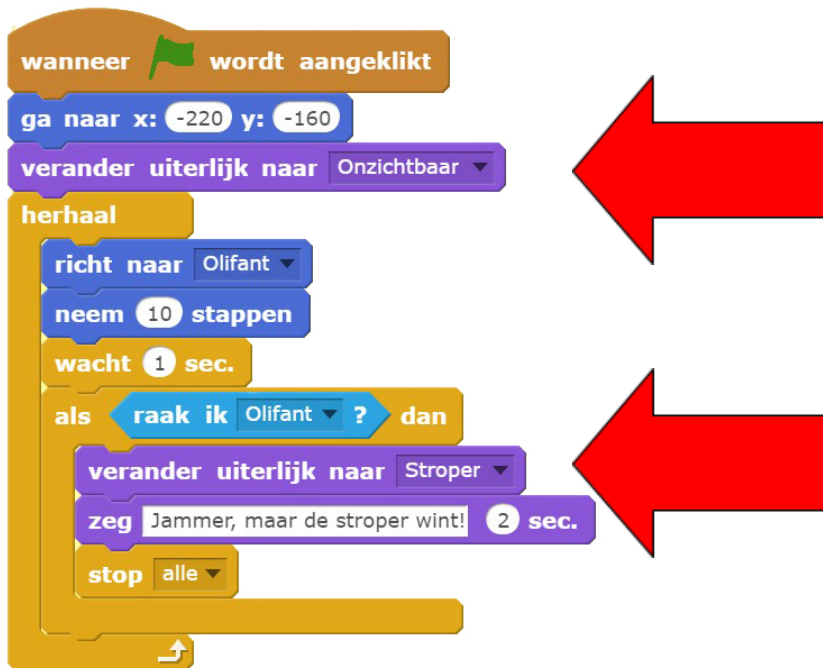 wanneer wordt aangeklikt
ga naar x: -220 y: -160
verander uiterlijk naar Onzichtbaar
herhaal
richt naar Olifant
neem 10 stappen
wacht 1 sec.
als raak ik Olifant ? dan
verander uiterlijk naar Stroper
zeg Jammer, maar de stroper wint! 2 sec.
stop alle